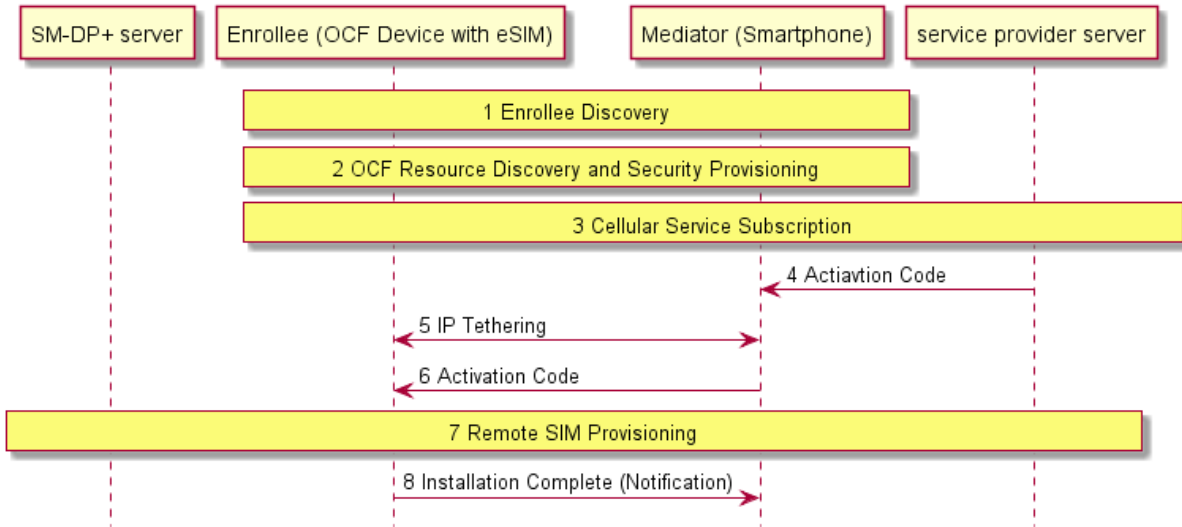 SM-DP+ server
Enrollee (OCF Device with eSIM)
Mediator (Smartphone)
service provider server
1 Enrollee Discovery
2 OCF Resource Discovery and Security Provisioning
3 Cellular Service Subscription
4 Actiavtion Code
5 IP Tethering
6 Activation Code
7 Remote SIM Provisioning
8 Installation Complete (Notification)